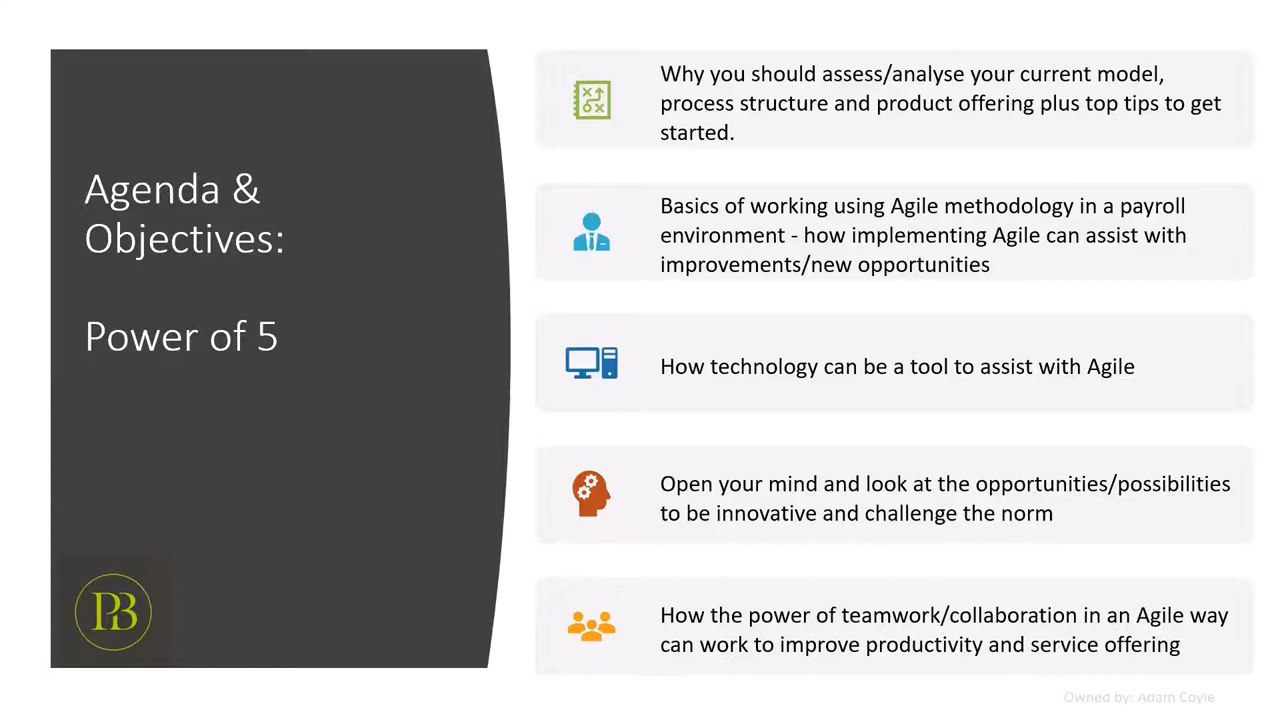 Agenda &
Objectives:
Power of 5
PB
Why you should assess/analyse your current model,
process structure and product offering plus top tips to get
started.
Basics of working using Agile methodology in a payroll
environment - how implementing Agile can assist with
improvements/new opportunities
How technology can be a tool to assist with Agile
Open your mind and look at the opportunities/possibilities
to be innovative and challenge the norm
How the power of teamwork/collaboration in an Agile way
can work to improve productivity and service offering
Owned by: Adam Coyle